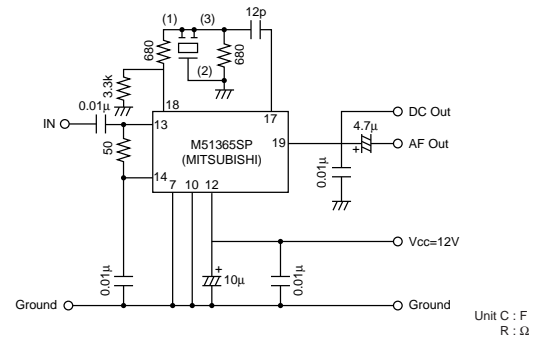 (1) (3) 12p
680 680
(2)
3.3k
0.01µ 18 17
IN 13 DC Out
M51365SP 4.7µ
(MITSUBISHI) 19 + AF Out
50 14 0.01µ
7 10 12
Vcc=12V
0.01µ + 10µ 0.01µ
Ground Ground
Unit C : F
R : Ω